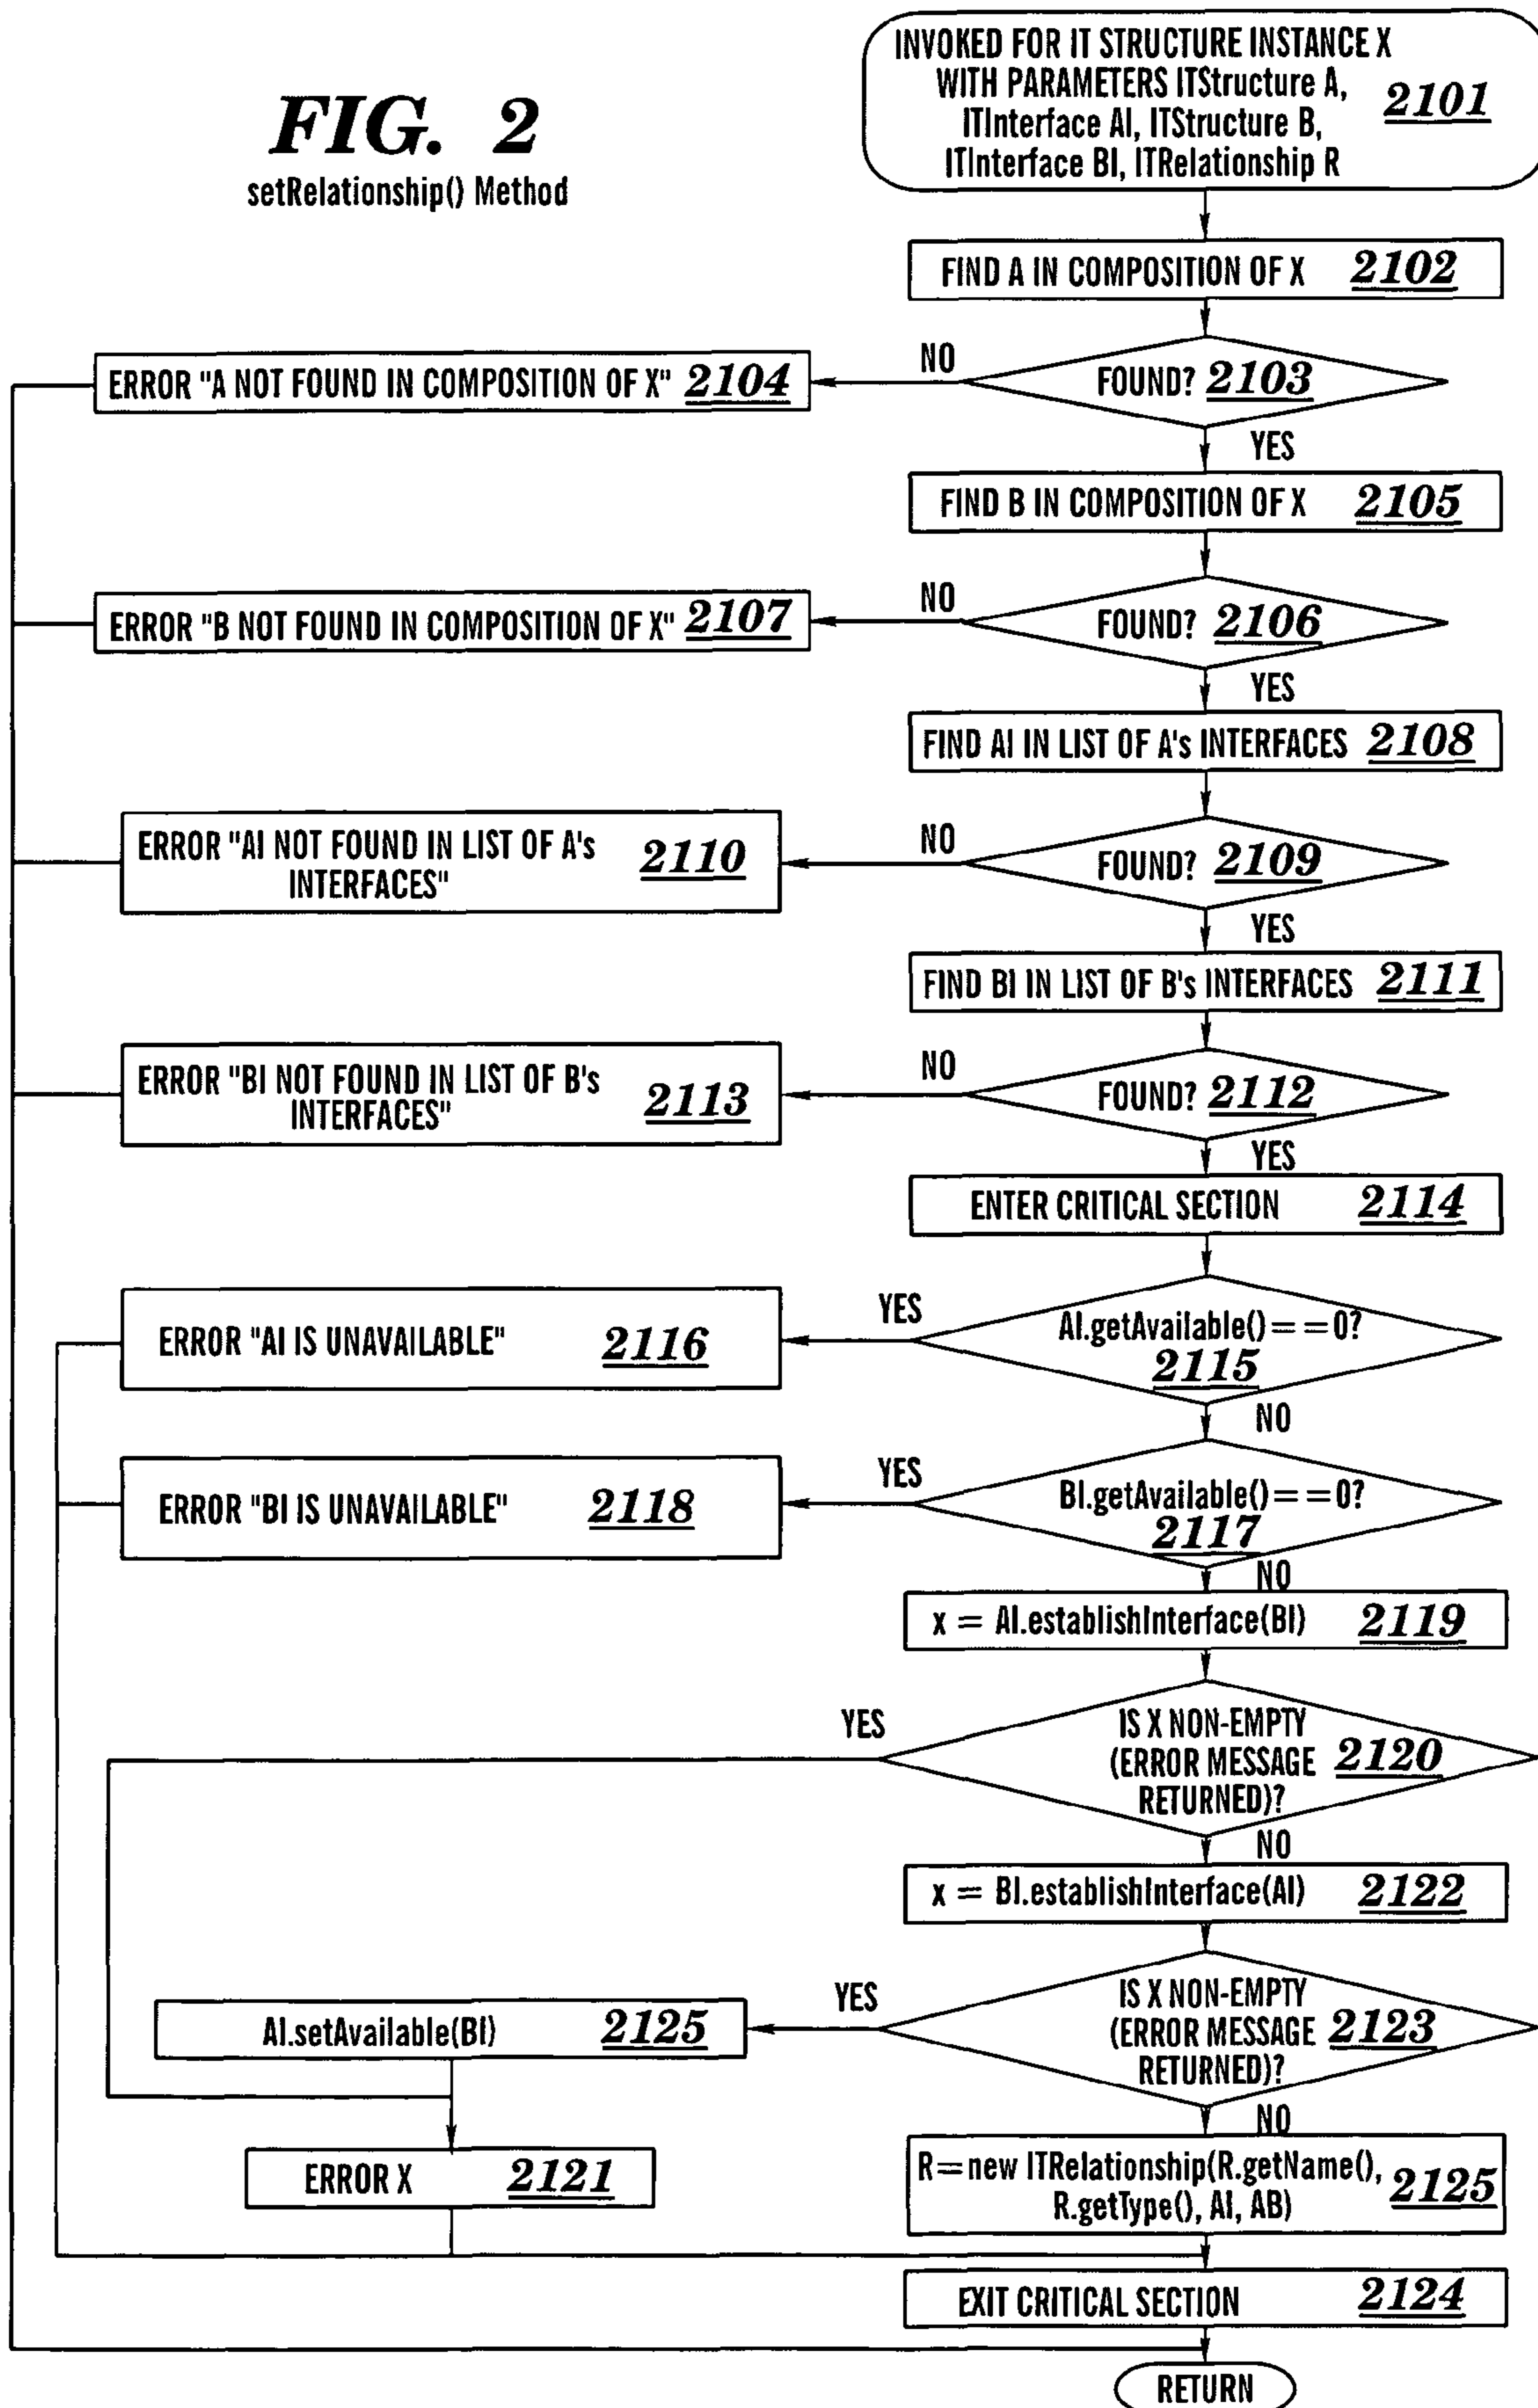 FIG. 2
setRelationship() Method
INVOKED FOR IT STRUCTURE INSTANCE X
WITH PARAMETERS ITStructure A,
ITInterface AI, ITStructure B,
ITInterface BI, ITRelationship R
2101
FIND A IN COMPOSITION OF X 2102
FOUND? 2103
NO
ERROR "A NOT FOUND IN COMPOSITION OF X" 2104
YES
FIND B IN COMPOSITION OF X 2105
FOUND? 2106
NO
ERROR "B NOT FOUND IN COMPOSITION OF X" 2107
YES
FIND AI IN LIST OF A's INTERFACES 2108
FOUND? 2109
NO
ERROR "AI NOT FOUND IN LIST OF A's
INTERFACES"
2110
YES
FIND BI IN LIST OF B's INTERFACES 2111
FOUND? 2112
NO
ERROR "BI NOT FOUND IN LIST OF B's
INTERFACES"
2113
YES
ENTER CRITICAL SECTION 2114
AI.getAvailable()==0?
2115
YES
ERROR "AI IS UNAVAILABLE" 2116
NO
BI.getAvailable()==0?
2117
YES
ERROR "BI IS UNAVAILABLE" 2118
NO
x = AI.establishInterface(BI) 2119
IS X NON-EMPTY
(ERROR MESSAGE 2120
RETURNED)?
YES
NO
x = BI.establishInterface(AI) 2122
IS X NON-EMPTY
(ERROR MESSAGE 2123
RETURNED)?
YES
AI.setAvailable(BI) 2125
ERROR X 2121
NO
R=new ITRelationship(R.getName(),
R.getType(), AI, AB)
2125
EXIT CRITICAL SECTION 2124
RETURN